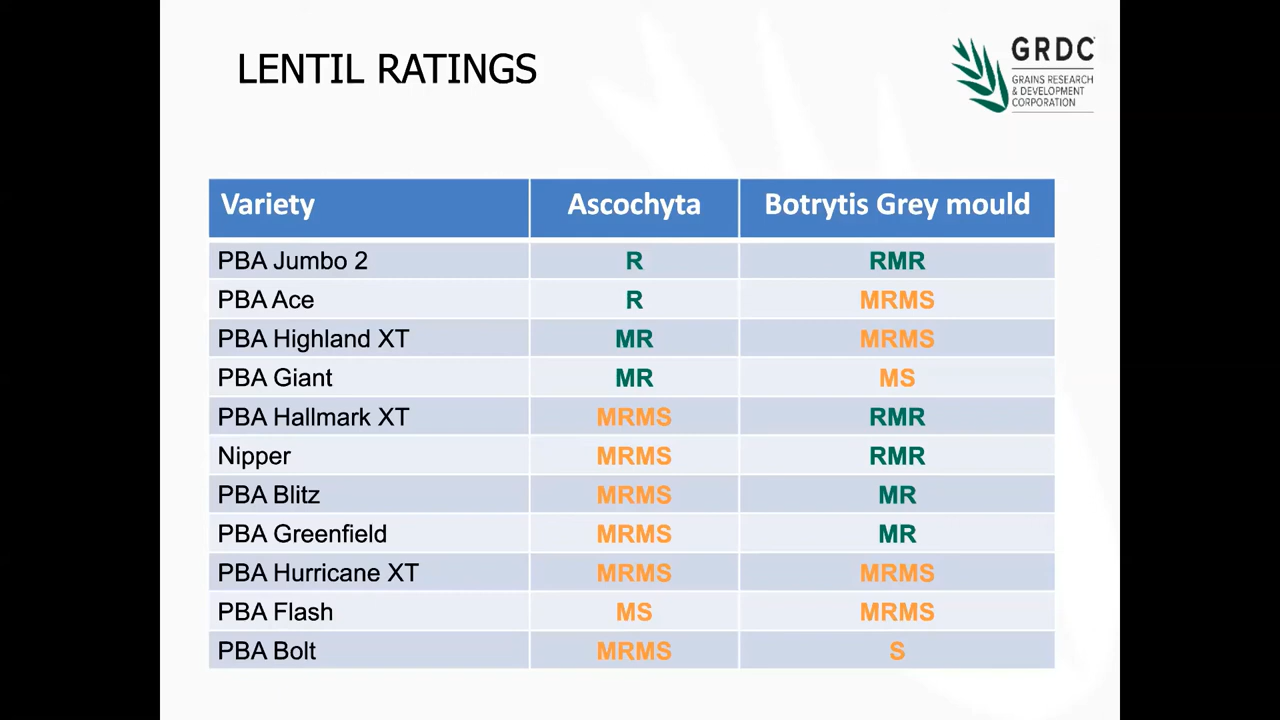 LENTIL RATINGS
GRDC
GRAINS RESEARCH
& DEVELOPMENT
CORPORATION
Variety Ascochyta Botrytis Grey mould
PBA Jumbo 2 R RMR
PBA Ace R MRMS
PBA Highland XT MR MRMS
PBA Giant MR MS
PBA Hallmark XT MRMS RMR
Nipper MRMS RMR
PBA Blitz MRMS MR
PBA Greenfield MRMS MR
PBA Hurricane XT MRMS MRMS
PBA Flash MS MRMS
PBA Bolt MRMS S